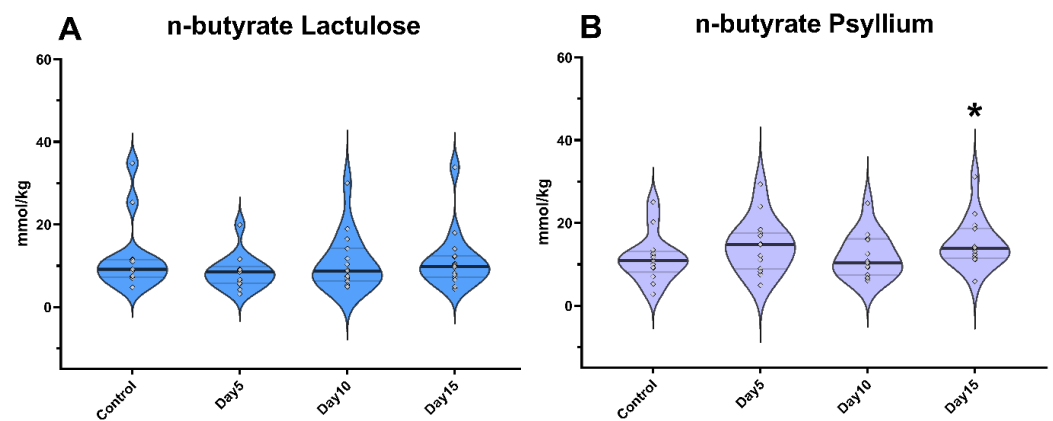 A
n-butyrate Lactulose
mmol/kg
60
40
20
0
Control
Day5
Day10
Day15
B
n-butyrate Psyllium
mmol/kg
60
40
20
0
*
Control
Day5
Day10
Day15